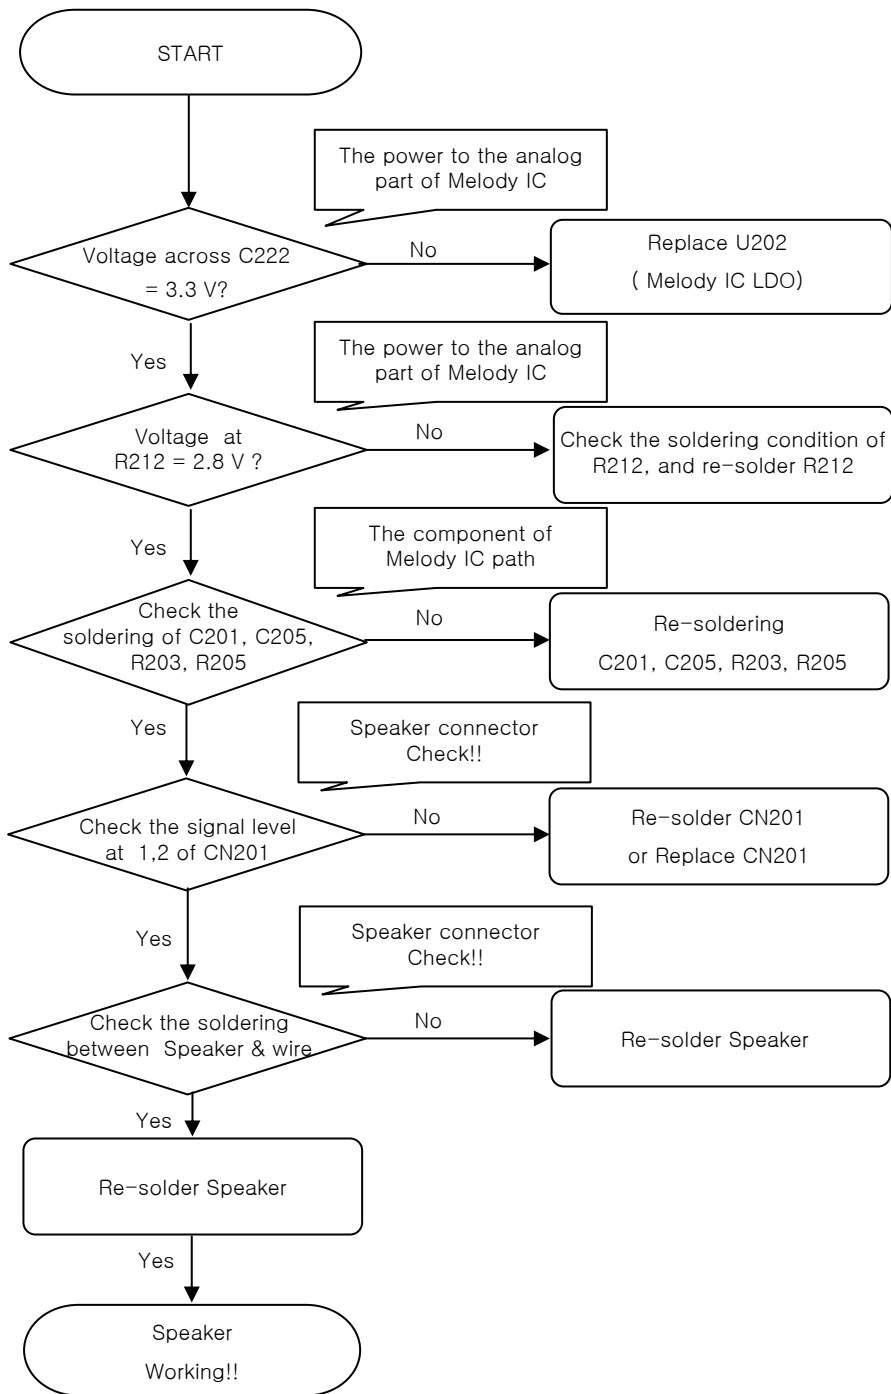 START
The power to the analog
part of Melody IC
Voltage across C222
= 3.3 V?
No
Replace U202
( Melody IC LDO)
Yes
The power to the analog
part of Melody IC
Voltage at
R212 = 2.8 V ?
No
Check the soldering condition of
R212, and re-solder R212
Yes
The component of
Melody IC path
Check the
soldering of C201, C205,
R203, R205
No
Re-soldering
C201, C205, R203, R205
Yes
Speaker connector
Check!!
Check the signal level
at 1,2 of CN201
No
Re-solder CN201
or Replace CN201
Yes
Speaker connector
Check!!
Check the soldering
between Speaker & wire
No
Re-solder Speaker
Yes
Re-solder Speaker
Yes
Speaker
Working!!